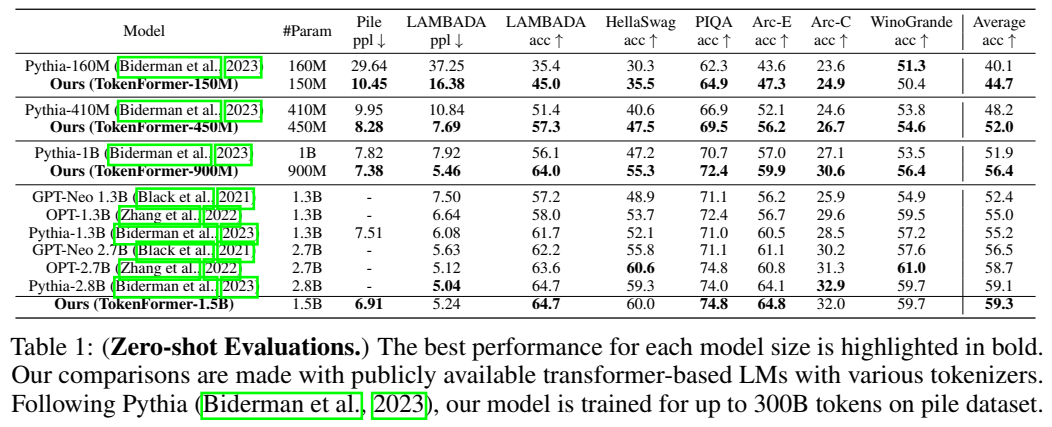 Model #Param Pile LAMBADA LAMBADA HellaSwag PIQA Arc-E Arc-C WinoGrande Average
ppl ↓ ppl ↓ acc ↑ acc ↑ acc ↑ acc ↑ acc ↑ acc ↑ acc ↑
Pythia-160M (Biderman et al., 2023) 160M 29.64 37.25 35.4 30.3 62.3 43.6 23.6 51.3 40.1
Ours (TokenFormer-150M) 150M 10.45 16.38 45.0 35.5 64.9 47.3 24.9 50.4 44.7
Pythia-410M (Biderman et al., 2023) 410M 9.95 10.84 51.4 40.6 66.9 52.1 24.6 53.8 48.2
Ours (TokenFormer-450M) 450M 8.28 7.69 57.3 47.5 69.5 56.2 26.7 54.6 52.0
Pythia-1B (Biderman et al., 2023) 1B 7.82 7.92 56.1 47.2 70.7 57.0 27.1 53.5 51.9
Ours (TokenFormer-900M) 900M 7.38 5.46 64.0 55.3 72.4 59.9 30.6 56.4 56.4
GPT-Neo 1.3B (Black et al., 2021) 1.3B - 7.50 57.2 48.9 71.1 56.2 25.9 54.9 52.4
OPT-1.3B (Zhang et al., 2022) 1.3B - 6.64 58.0 53.7 72.4 56.7 29.6 59.5 55.0
Pythia-1.3B (Biderman et al., 2023) 1.3B 7.51 6.08 61.7 52.1 71.0 60.5 28.5 57.2 55.2
GPT-Neo 2.7B (Black et al., 2021) 2.7B - 5.63 62.2 55.8 71.1 61.1 30.2 57.6 56.5
OPT-2.7B (Zhang et al., 2022) 2.7B - 5.12 63.6 60.6 74.8 60.8 31.3 61.0 58.7
Pythia-2.8B (Biderman et al., 2023) 2.8B - 5.04 64.7 59.3 74.0 64.1 32.9 59.7 59.1
Ours (TokenFormer-1.5B) 1.5B 6.91 5.24 64.7 60.0 74.8 64.8 32.0 59.7 59.3
Table 1: (Zero-shot Evaluations.) The best performance for each model size is highlighted in bold.
Our comparisons are made with publicly available transformer-based LMs with various tokenizers.
Following Pythia (Biderman et al., 2023), our model is trained for up to 300B tokens on pile dataset.